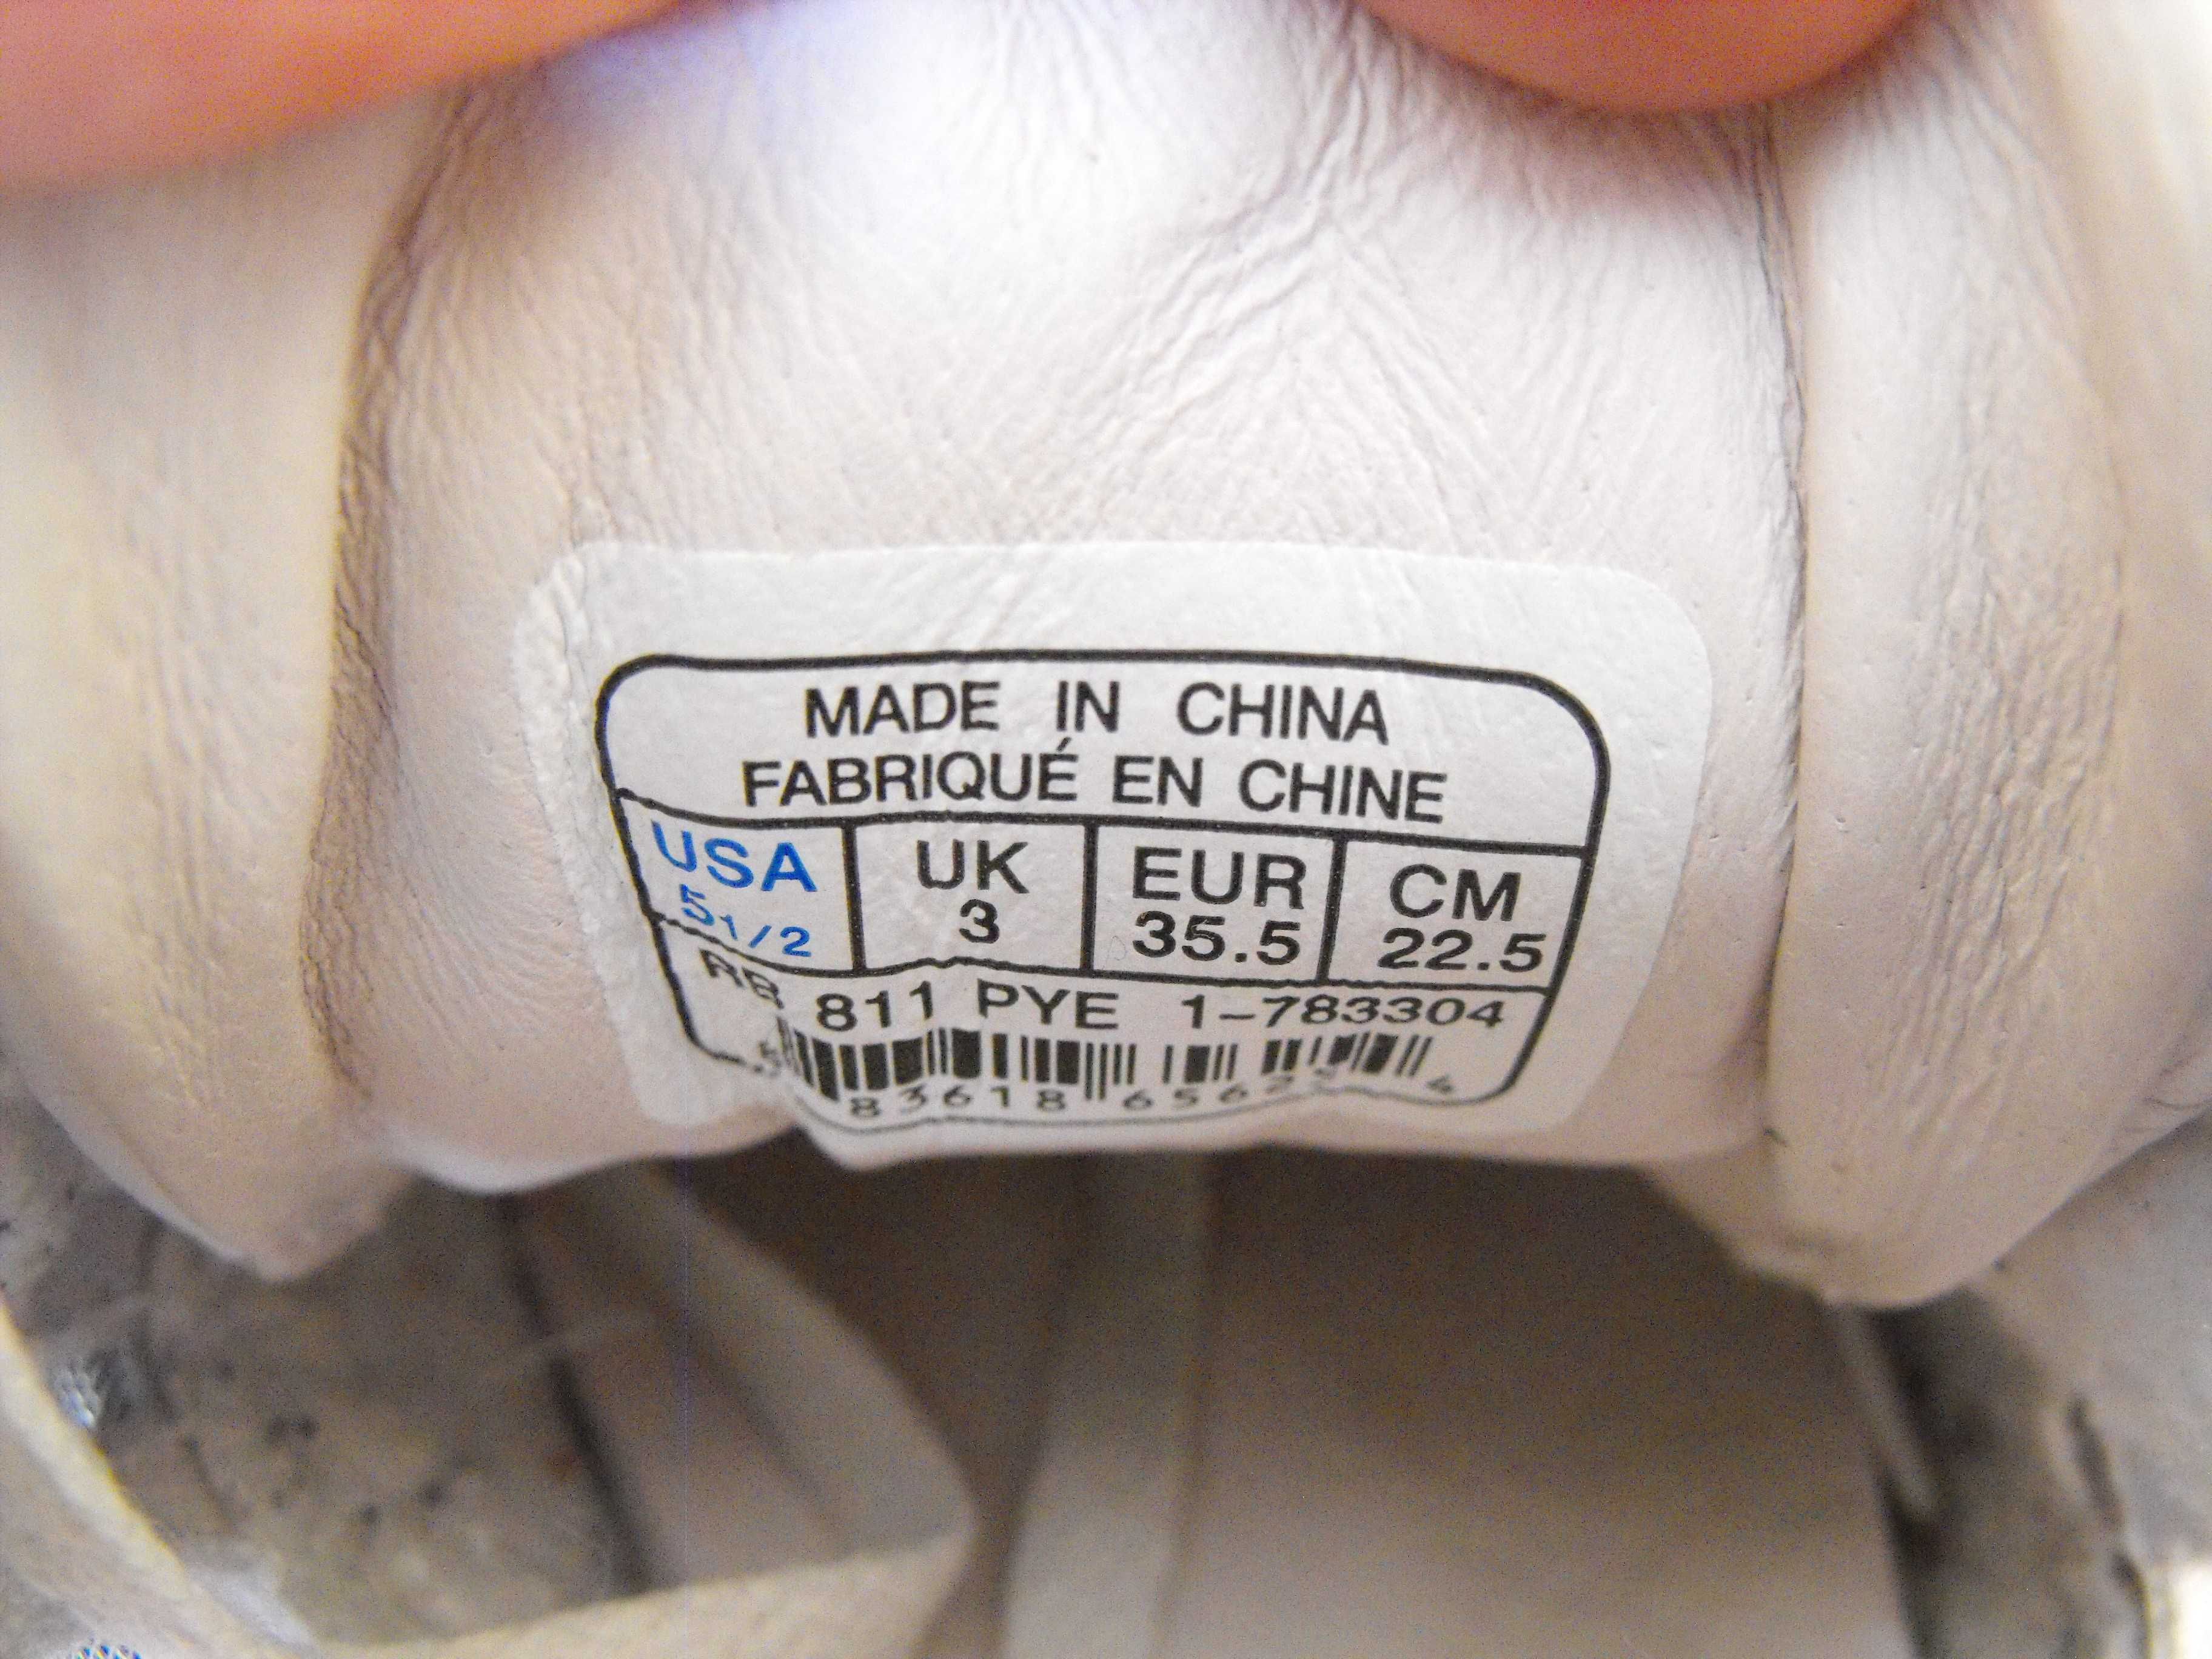 MADE IN CHINA
FABRIQUÉ EN CHINE
USA UK EUR CM
5 1/2 3 35.5 22.5
RB 811 PYE 1-783304
83618